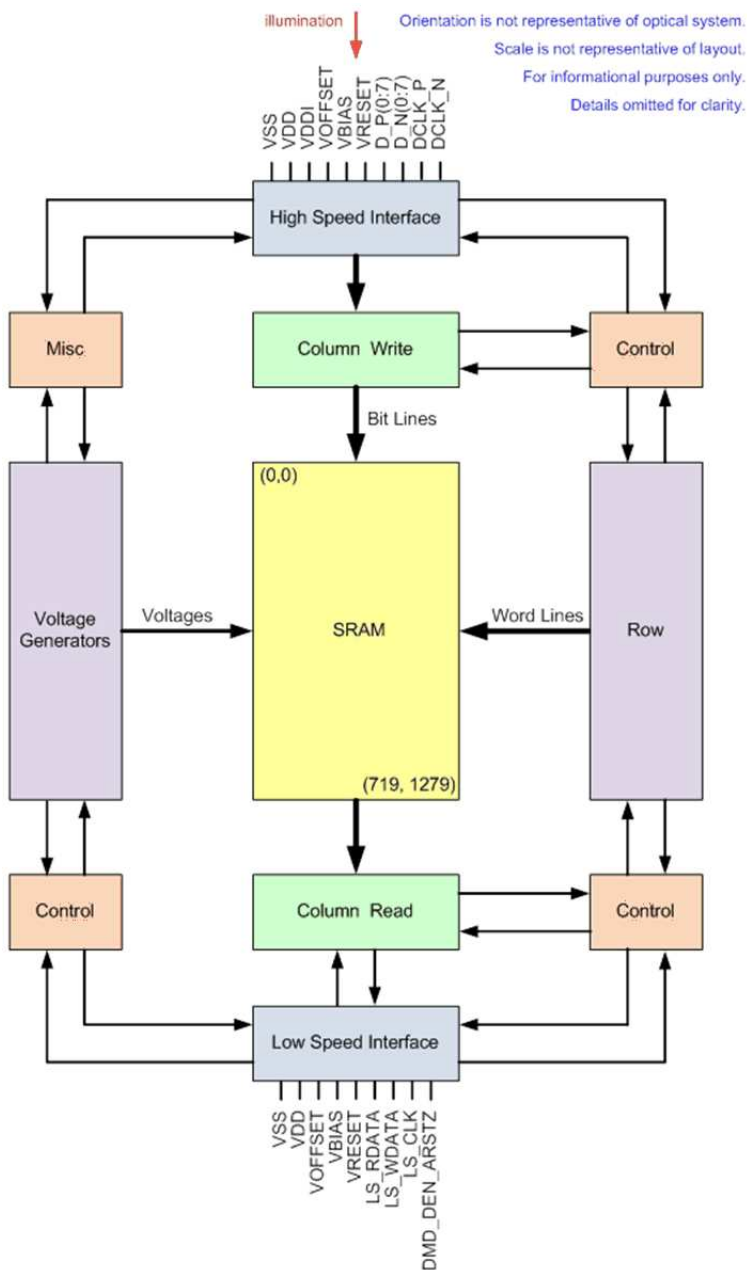 illumination
Orientation is not representative of optical system.
Scale is not representative of layout.
For informational purposes only.
Details omitted for clarity.
VSS
VDD
VDDI
VOFFSET
VBIAS
VRESET
D_P(0:7)
D_N(0:7)
DCLK_P
DCLK_N
High Speed Interface
Misc
Column Write
Control
Bit Lines
(0,0)
Voltage
Generators
Voltages
SRAM
Word Lines
Row
(719, 1279)
Control
Column Read
Control
Low Speed Interface
VSS
VDD
VOFFSET
VBIAS
VRESET
LS_RDATA
LS_WDATA
LS_CLK
DMD_DEN_ARSTZ